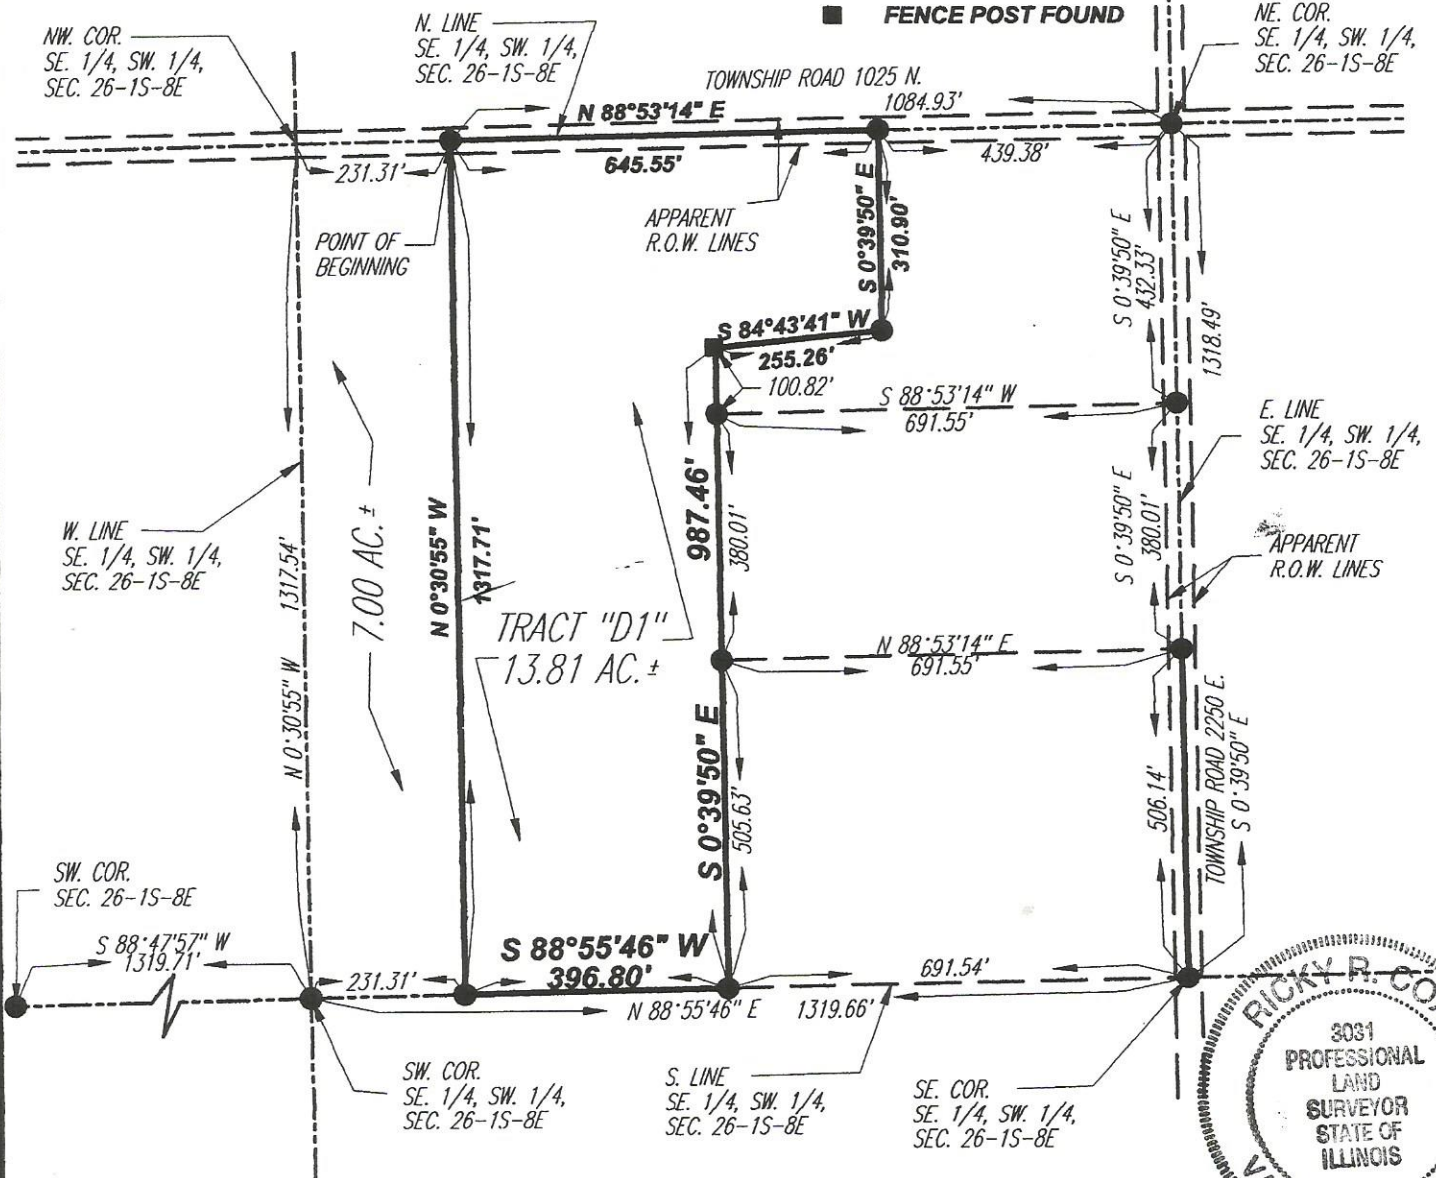 ■ FENCE POST FOUND
NW. COR.
SE. 1/4, SW. 1/4,
SEC. 26-1S-8E
N. LINE
SE. 1/4, SW. 1/4,
SEC. 26-1S-8E
NE. COR.
SE. 1/4, SW. 1/4,
SEC. 26-1S-8E
TOWNSHIP ROAD 1025 N.
N 88°53'14" E
1084.93'
231.31'
645.55'
439.38'
POINT OF
BEGINNING
APPARENT
R.O.W. LINES
S 0°39'50" E
310.90'
S 0°39'50" E
432.33'
1318.49'
S 84°43'41" W
255.26'
100.82'
S 88°53'14" W
691.55'
E. LINE
SE. 1/4, SW. 1/4,
SEC. 26-1S-8E
W. LINE
SE. 1/4, SW. 1/4,
SEC. 26-1S-8E
N 0°30'55" W
1317.54'
7.00 AC.±
N 0°30'55" W
1317.71'
987.46'
380.01'
S 0°39'50" E
380.01'
APPARENT
R.O.W. LINES
TRACT "D1"
13.81 AC.±
N 88°53'14" E
691.55'
S 0°39'50" E
505.63'
506.14'
TOWNSHIP ROAD 2250 E.
S 0°39'50" E
SW. COR.
SEC. 26-1S-8E
S 88°47'57" W
1319.71'
231.31'
S 88°55'46" W
396.80'
691.54'
N 88°55'46" E
1319.66'
SW. COR.
SE. 1/4, SW. 1/4,
SEC. 26-1S-8E
S. LINE
SE. 1/4, SW. 1/4,
SEC. 26-1S-8E
SE. COR.
SE. 1/4, SW. 1/4,
SEC. 26-1S-8E
RICKY R.
3031
PROFESSIONAL
LAND
SURVEYOR
STATE OF
ILLINOIS